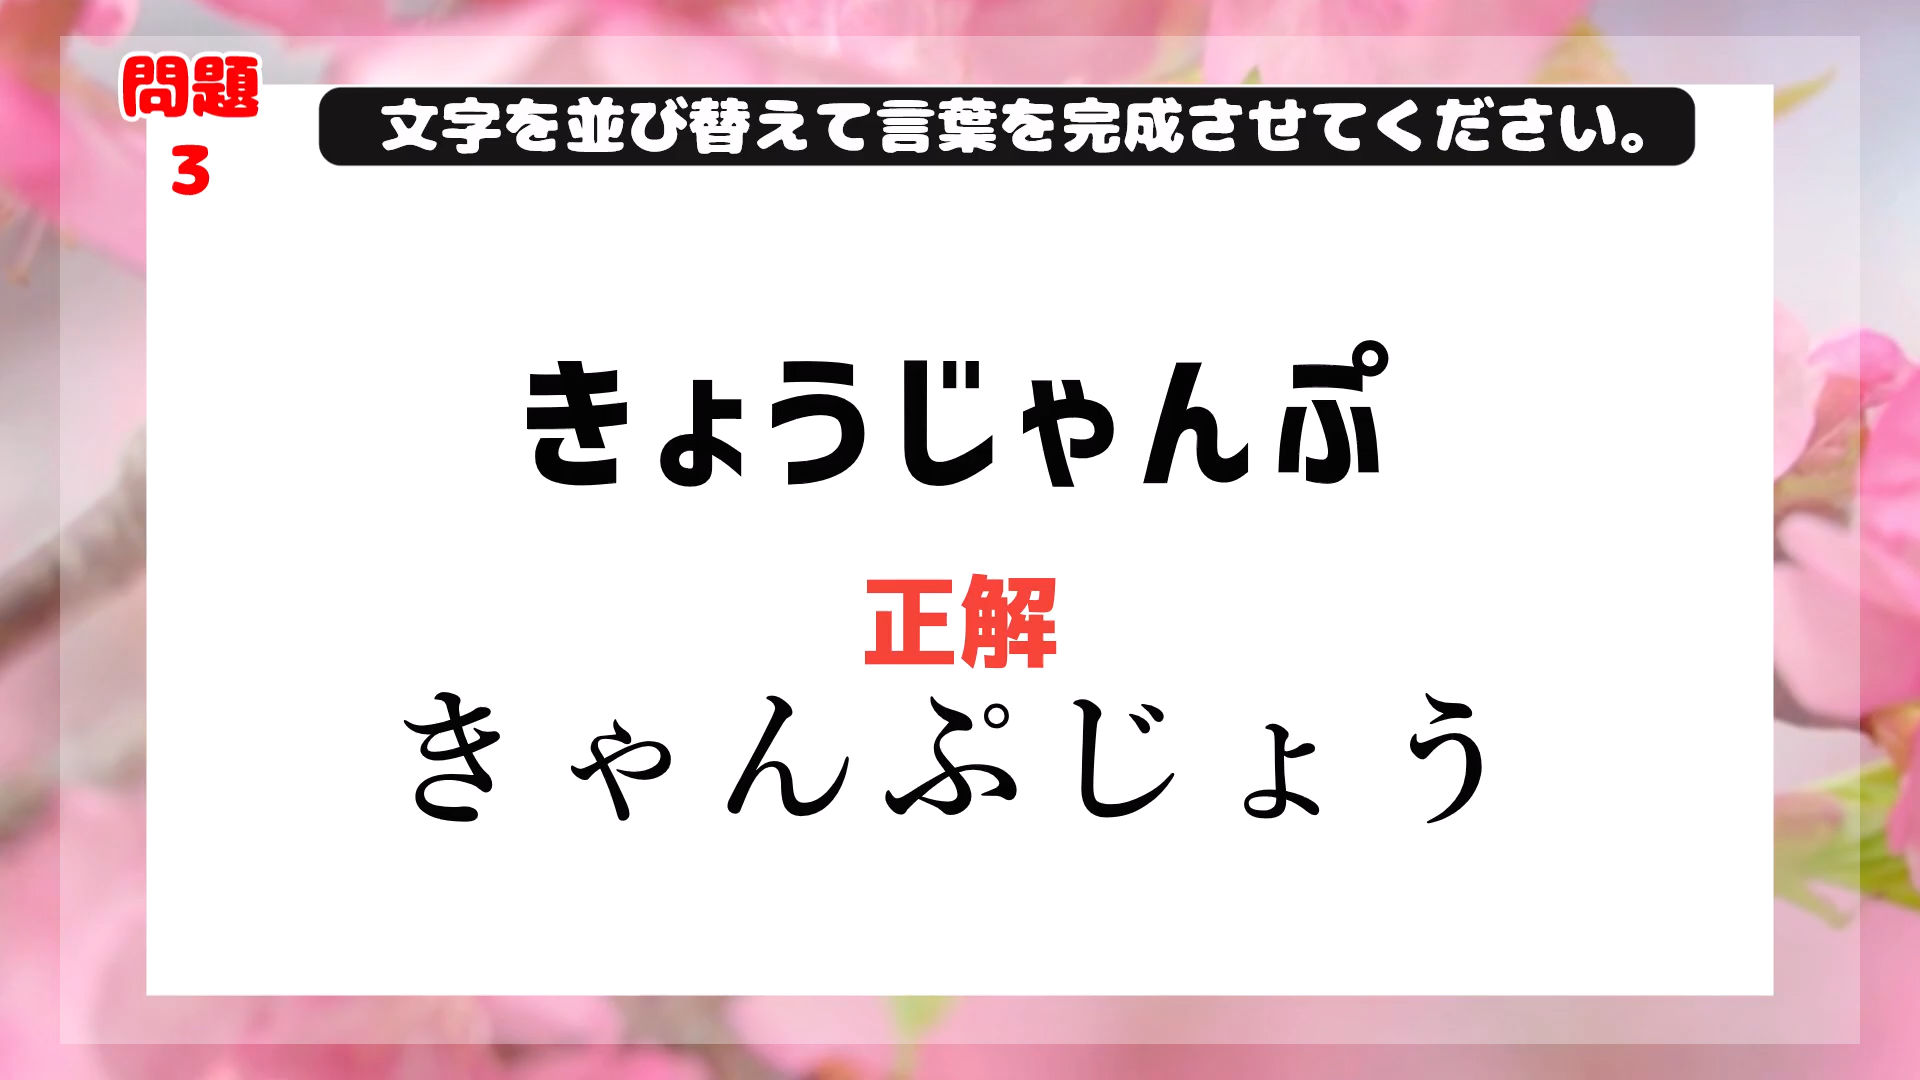 問題
3
文字を並び替えて言葉を完成させてください。
きょうじゃんぷ
正解
きゃんぷじょう